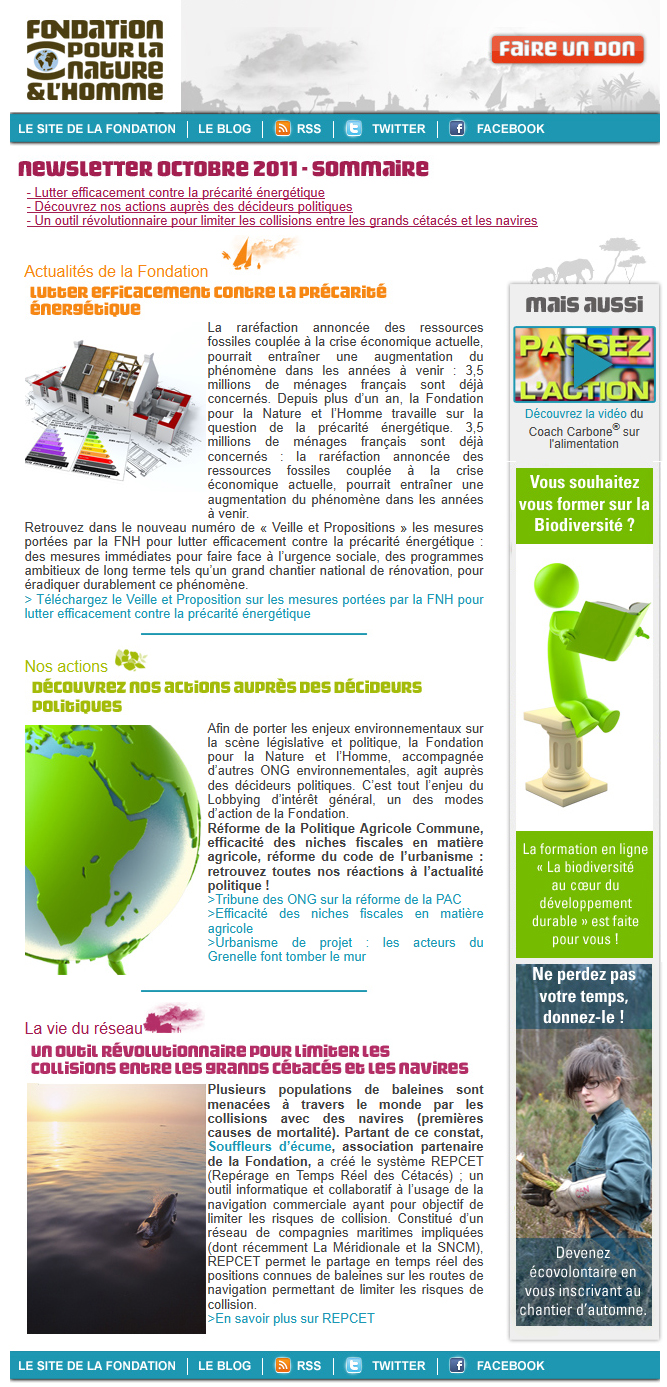 FONDATION
POUR LA
NATURE
& L'HOMME
FAIRE UN DON
LE SITE DE LA FONDATION
LE BLOG
RSS
TWITTER
FACEBOOK
NEWSLETTER OCTOBRE 2011 - SOMMAIRE
- Lutter efficacement contre la précarité énergétique
- Découvrez nos actions auprès des décideurs politiques
- Un outil révolutionnaire pour limiter les collisions entre les grands cétacés et les navires
Actualités de la Fondation
LUTTER EFFICACEMENT CONTRE LA PRÉCARITÉ
ÉNERGÉTIQUE
La raréfaction annoncée des ressources
fossiles couplée à la crise économique actuelle,
pourrait entraîner une augmentation du
phénomène dans les années à venir : 3,5
millions de ménages français sont déjà
concernés. Depuis plus d'un an, la Fondation
pour la Nature et l'Homme travaille sur la
question de la précarité énergétique. 3,5
millions de ménages français sont déjà
concernés : la raréfaction annoncée des
ressources fossiles couplée à la crise
économique actuelle, pourrait entraîner une
augmentation du phénomène dans les années
à venir.
Retrouvez dans le nouveau numéro de « Veille et Propositions » les mesures
portées par la FNH pour lutter efficacement contre la précarité énergétique :
des mesures immédiates pour faire face à l'urgence sociale, des programmes
ambitieux de long terme tels qu'un grand chantier national de rénovation, pour
éradiquer durablement ce phénomène.
> Téléchargez le Veille et Proposition sur les mesures portées par la FNH pour
lutter efficacement contre la précarité énergétique
Nos actions
DÉCOUVREZ NOS ACTIONS AUPRÈS DES DÉCIDEURS
POLITIQUES
Afin de porter les enjeux environnementaux sur
la scène législative et politique, la Fondation
pour la Nature et l'Homme, accompagnée
d'autres ONG environnementales, agit auprès
des décideurs politiques. C'est tout l'enjeu du
Lobbying d'intérêt général, un des modes
d'action de la Fondation.
Réforme de la Politique Agricole Commune,
efficacité des niches fiscales en matière
agricole, réforme du code de l'urbanisme :
retrouvez toutes nos réactions à l'actualité
politique !
>Tribune des ONG sur la réforme de la PAC
>Efficacité des niches fiscales en matière
agricole
>Urbanisme de projet : les acteurs du
Grenelle font tomber le mur
La vie du réseau
UN OUTIL RÉVOLUTIONNAIRE POUR LIMITER LES
COLLISIONS ENTRE LES GRANDS CÉTACÉS ET LES NAVIRES
Plusieurs populations de baleines sont
menacées à travers le monde par les
collisions avec des navires (premières
causes de mortalité). Partant de ce constat,
Souffleurs d'écume, association partenaire
de la Fondation, a créé le système REPCET
(Repérage en Temps Réel des Cétacés) ; un
outil informatique et collaboratif à l'usage de la
navigation commerciale ayant pour objectif de
limiter les risques de collision. Constitué d'un
réseau de compagnies maritimes impliquées
(dont récemment La Méridionale et la SNCM),
REPCET permet le partage en temps réel des
positions connues de baleines sur les routes de
navigation permettant de limiter les risques de
collision.
>En savoir plus sur REPCET
MAIS AUSSI
PASSEZ
L'ACTION
Découvrez la vidéo du
Coach Carbone® sur
l'alimentation
Vous souhaitez
vous former sur la
Biodiversité ?
La formation en ligne
« La biodiversité
au cœur du
développement
durable » est faite
pour vous !
Ne perdez pas
votre temps,
donnez-le !
Devenez
écovolontaire en
vous inscrivant au
chantier d'automne.
LE SITE DE LA FONDATION
LE BLOG
RSS
TWITTER
FACEBOOK